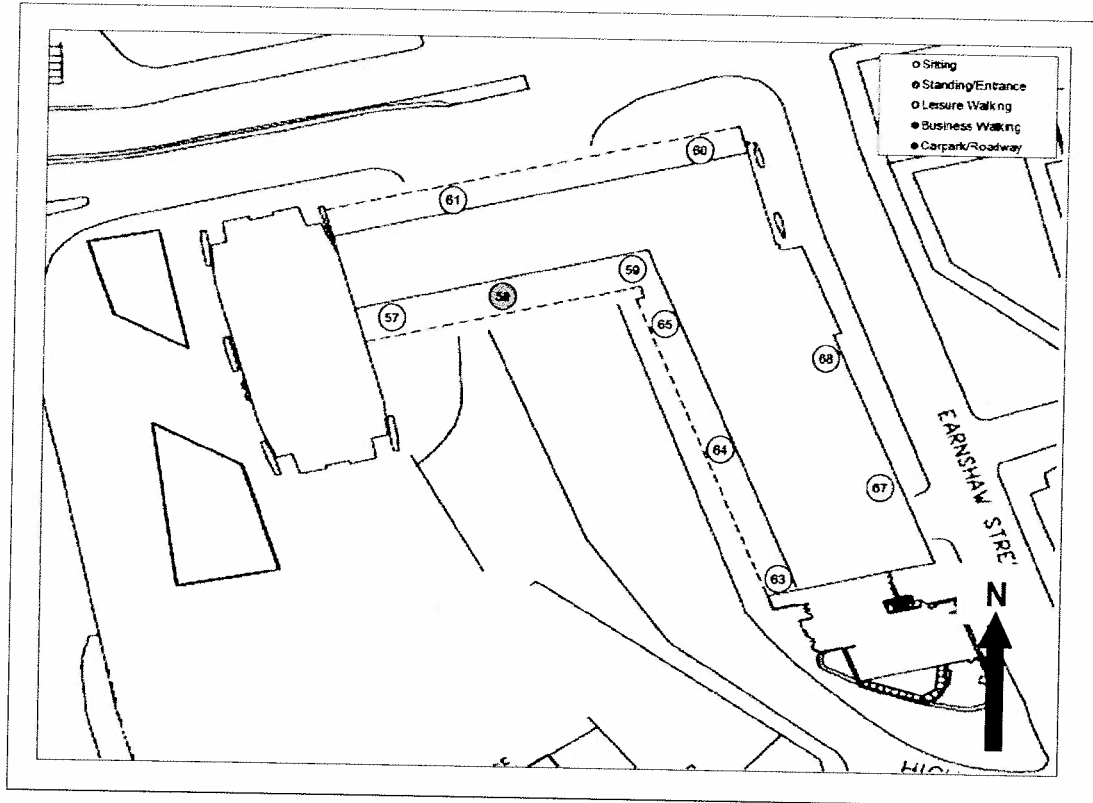 Sitting
Standing/Entrance
Leisure Walking
Business Walking
Carpark/Roadway
60
61
59
58
57
65
68
64
67
EARNSHAW STRE
63
N